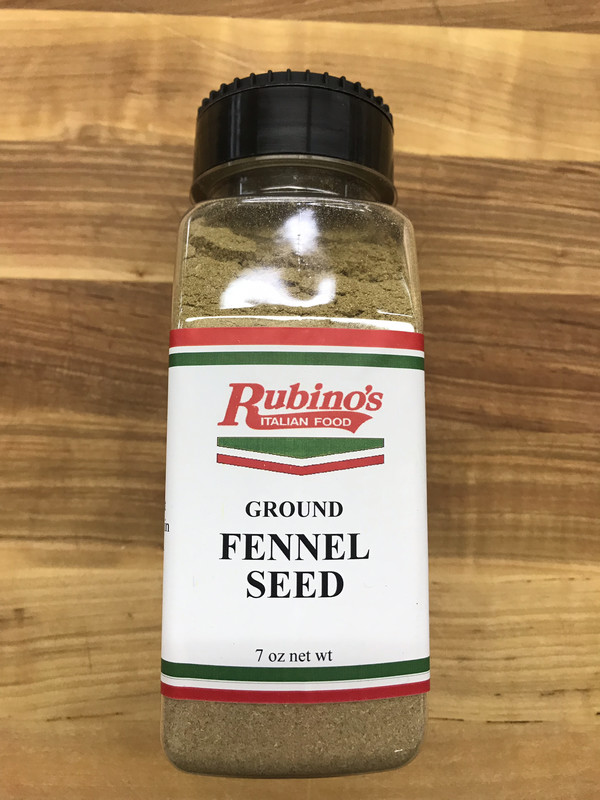 Rubino's
ITALIAN FOOD
GROUND
FENNEL
SEED
7 oz net wt